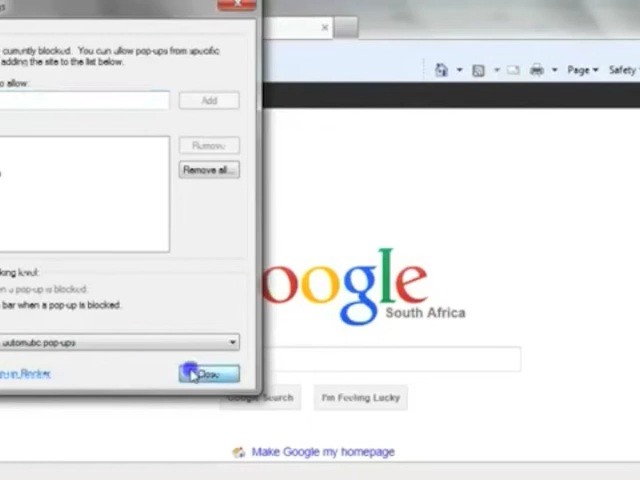 currently blocked. You can allow pop-ups from specific
adding the site to the list below.
allow:
Add
Remove
Remove all...
king level:
a pop-up is blocked.
bar when a pop-up is blocked.
automatic pop-ups
Blocker
Close
Page
Safety
oogle
South Africa
Google Search
I'm Feeling Lucky
Make Google my homepage